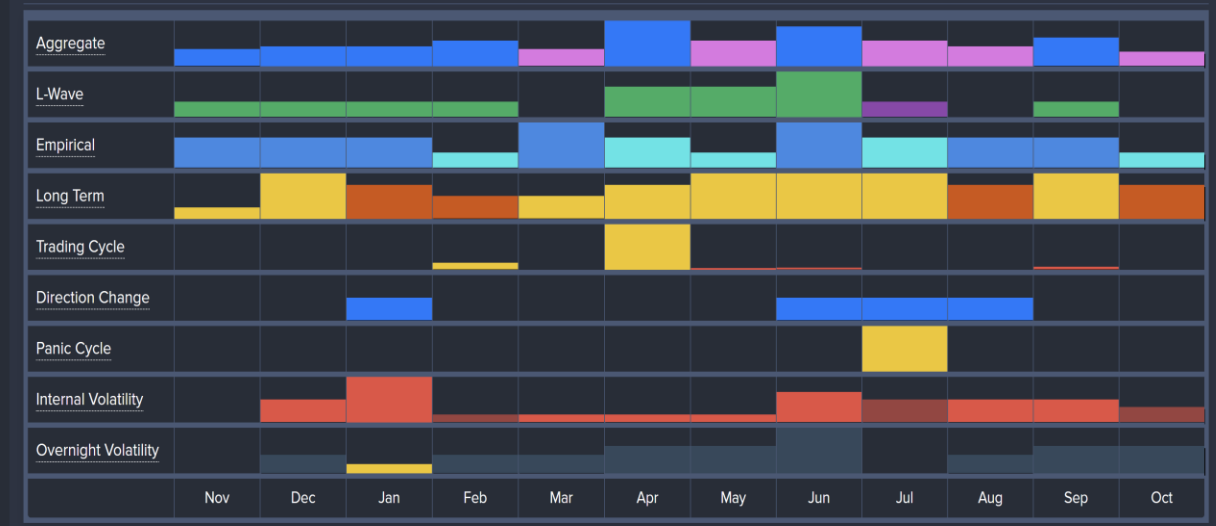 Aggregate
L-Wave
Empirical
Long Term
Trading Cycle
Direction Change
Panic Cycle
Internal Volatility
Overnight Volatility
Nov Dec Jan Feb Mar Apr May Jun Jul Aug Sep Oct